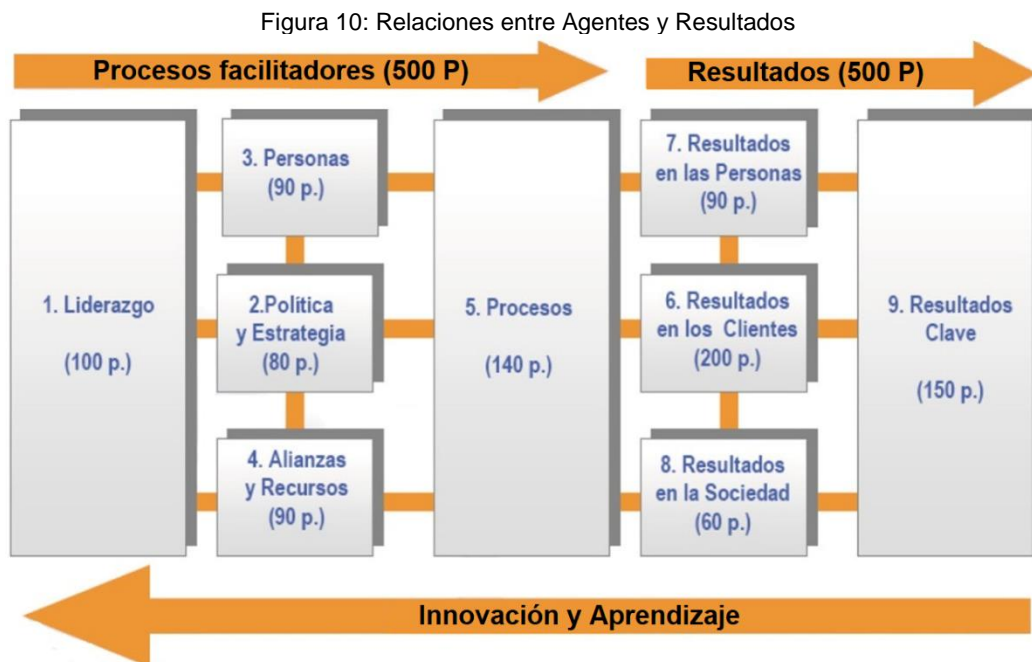 Figura 10: Relaciones entre Agentes y Resultados
Procesos facilitadores (500 P)
Resultados (500 P)
1. Liderazgo
(100 p.)
3. Personas
(90 p.)
2.Política
y Estrategia
(80 p.)
4. Alianzas
y Recursos
(90 p.)
5. Procesos
(140 p.)
7. Resultados
en las Personas
(90 p.)
6. Resultados
en los Clientes
(200 p.)
8. Resultados
en la Sociedad
(60 p.)
9. Resultados
Clave
(150 p.)
Innovación y Aprendizaje